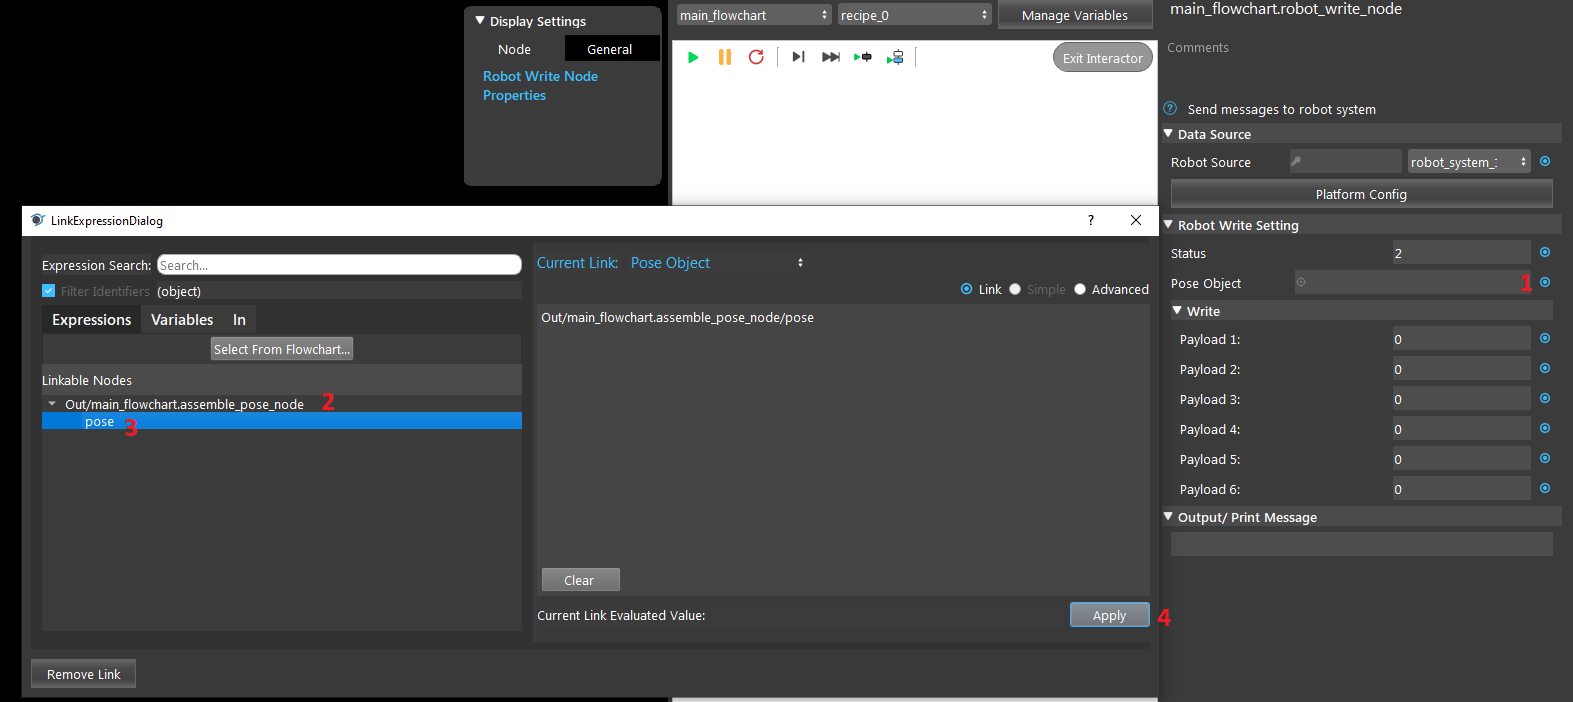 Display Settings
Node General
Robot Write Node
Properties
main_flowchart recipe_0 Manage Variables
Exit Interactor
main_flowchart.robot_write_node
Comments
? Send messages to robot system
Data Source
Robot Source robot_system_:
Platform Config
Robot Write Setting
Status 2
Pose Object 1
Write
Payload 1: 0
Payload 2: 0
Payload 3: 0
Payload 4: 0
Payload 5: 0
Payload 6: 0
Output/ Print Message
LinkExpressionDialog ?
Expression Search: Search...
Filter Identifiers (object)
Expressions Variables In
Select From Flowchart...
Linkable Nodes
Out/main_flowchart.assemble_pose_node 2
pose 3
Current Link: Pose Object
Link Simple Advanced
Out/main_flowchart.assemble_pose_node/pose
Clear
Current Link Evaluated Value: Apply 4
Remove Link